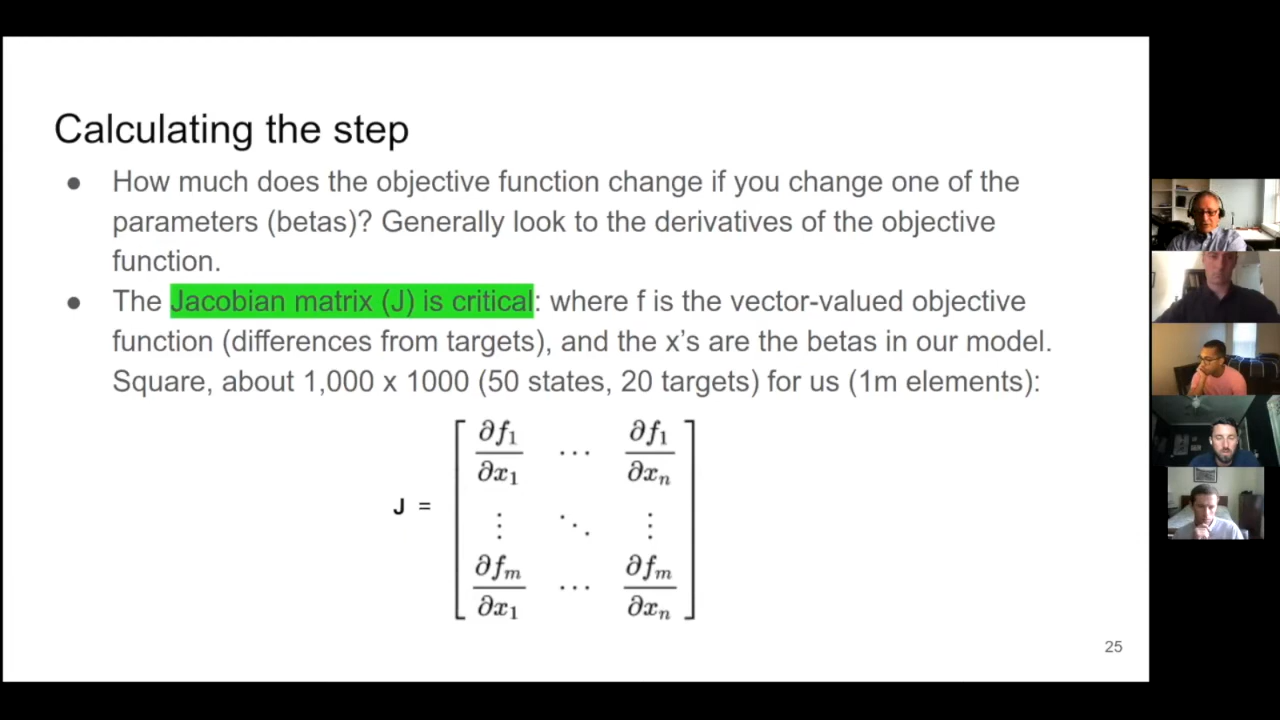 Calculating the step
● How much does the objective function change if you change one of the
parameters (betas)? Generally look to the derivatives of the objective
function.
● The Jacobian matrix (J) is critical: where f is the vector-valued objective
function (differences from targets), and the x's are the betas in our model.
Square, about 1,000 x 1000 (50 states, 20 targets) for us (1m elements):
J = [ ∂f₁/∂x₁ ⋯ ∂f₁/∂xₙ
⋮ ⋱ ⋮
∂fₘ/∂x₁ ⋯ ∂fₘ/∂xₙ ]
25